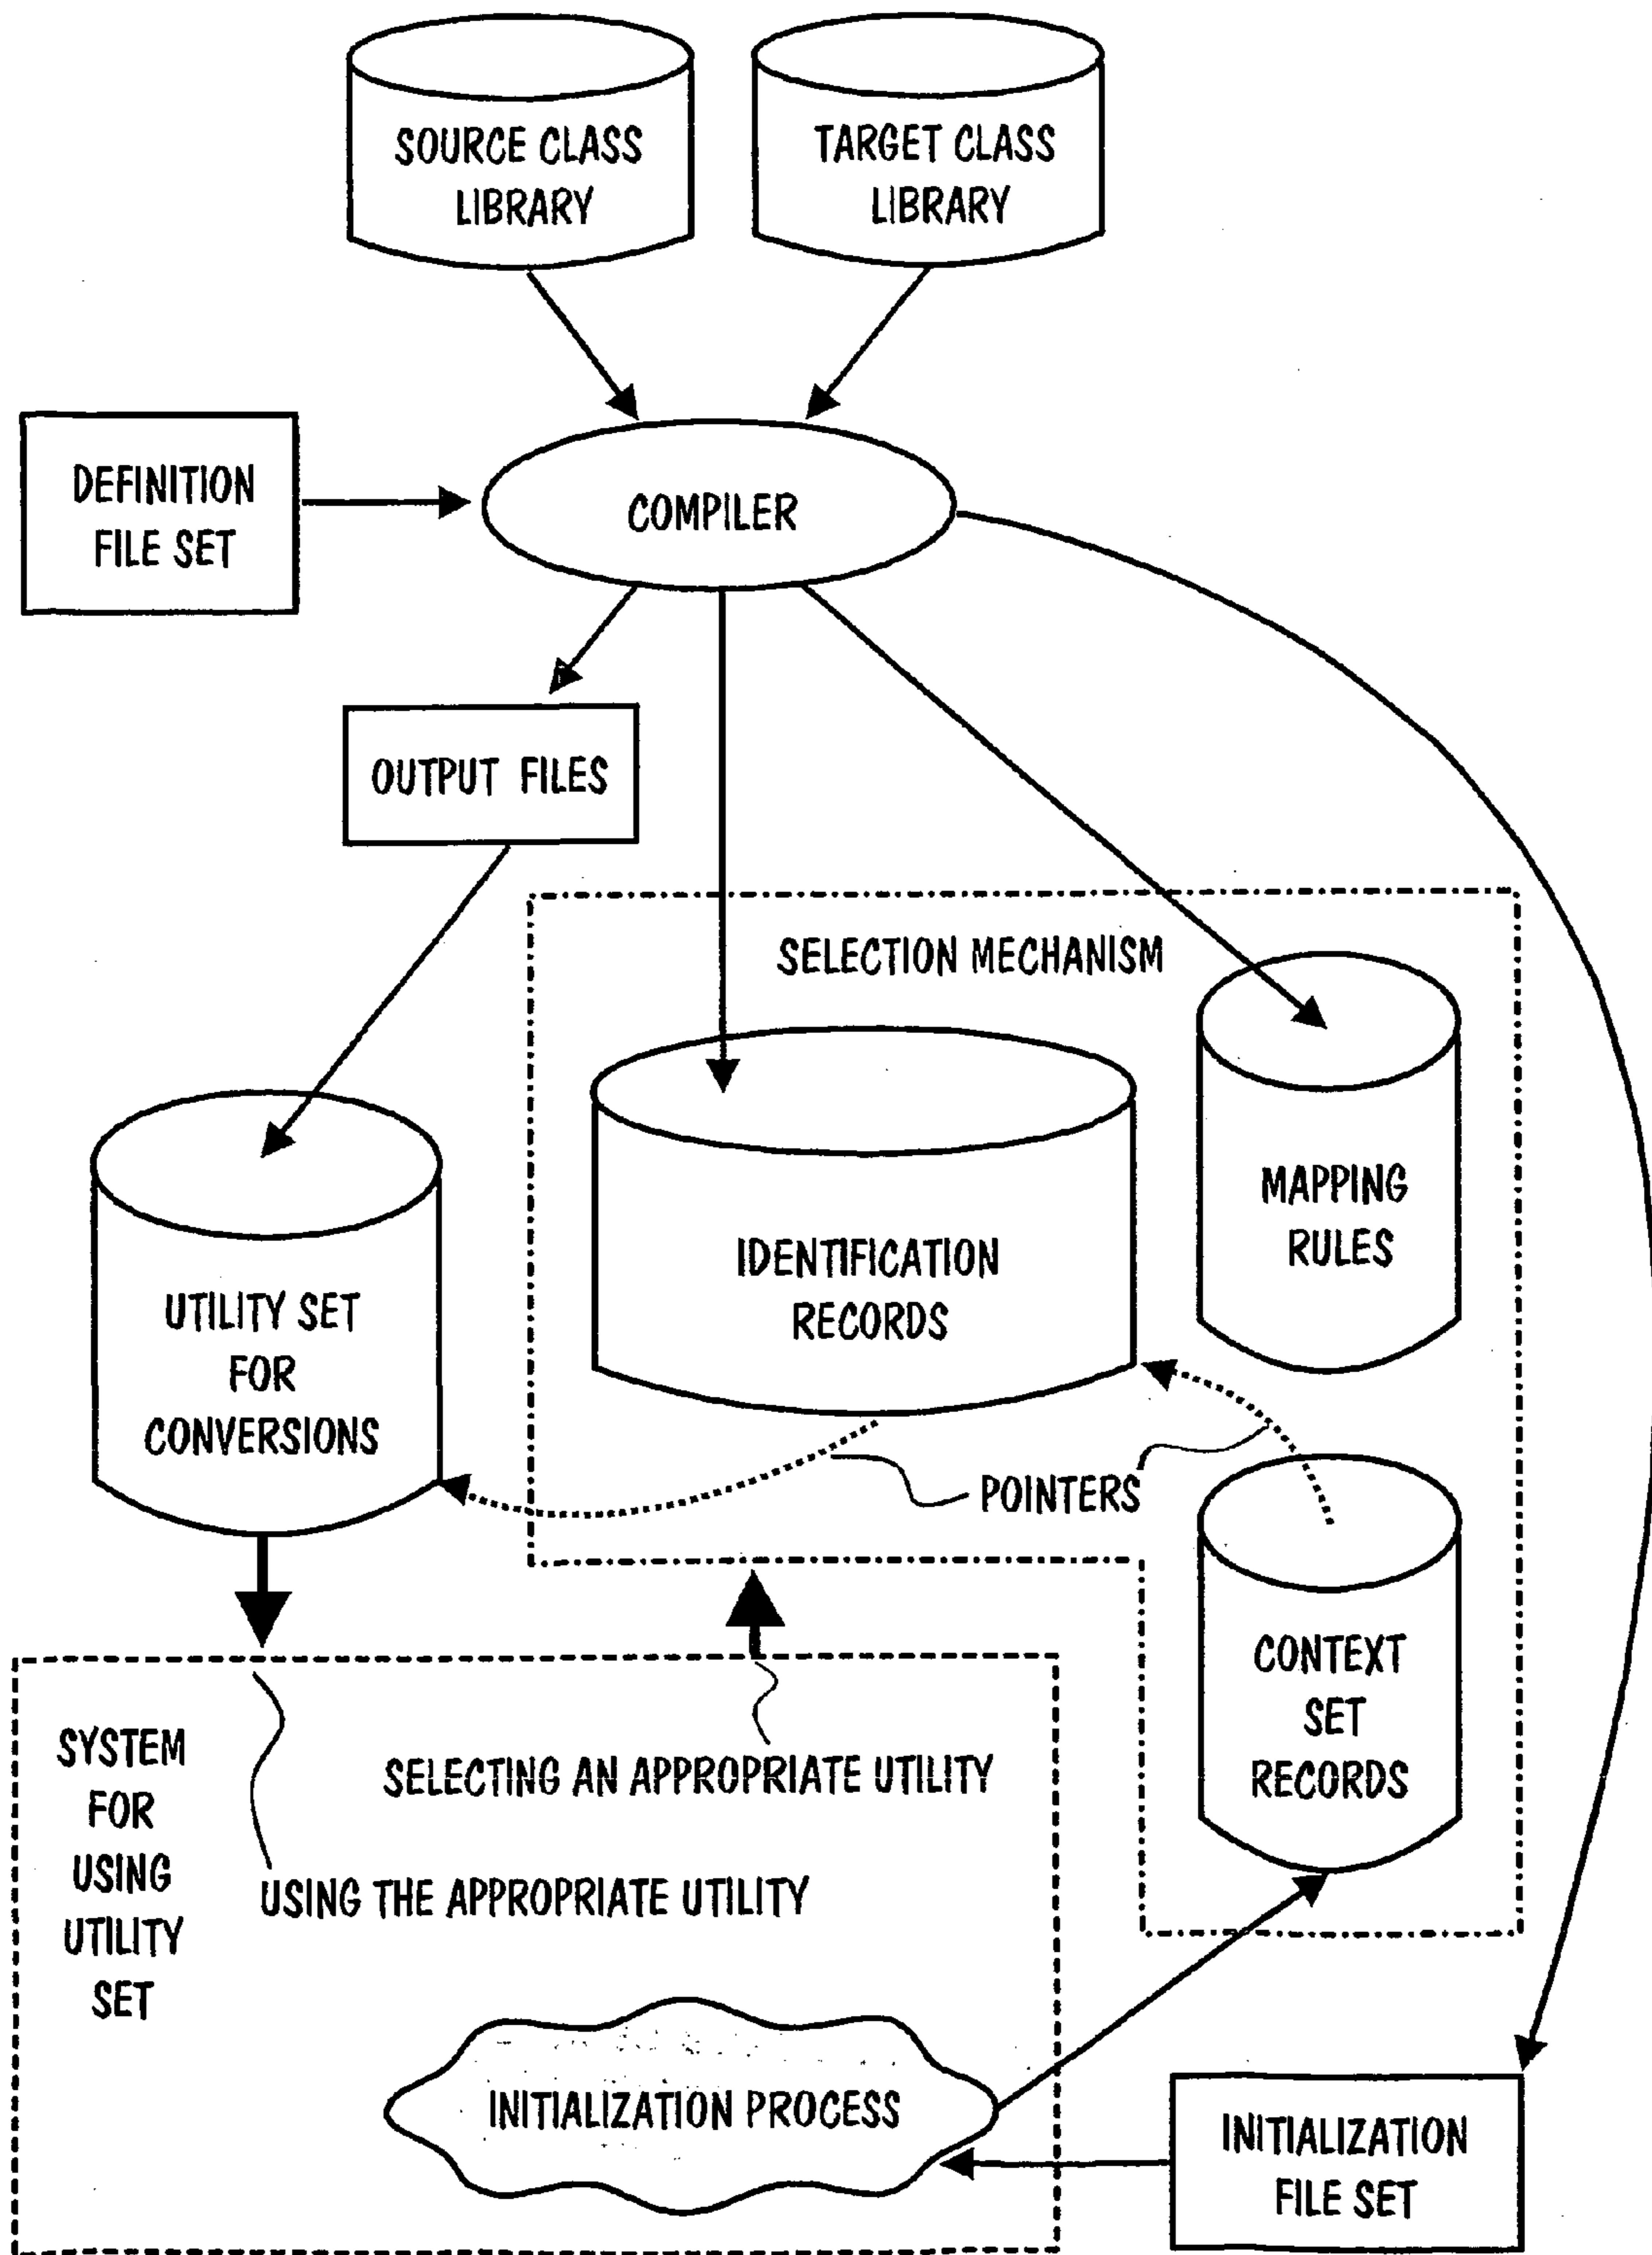 SOURCE CLASS
LIBRARY
TARGET CLASS
LIBRARY
DEFINITION
FILE SET
COMPILER
OUTPUT FILES
SELECTION MECHANISM
MAPPING
RULES
IDENTIFICATION
RECORDS
UTILITY SET
FOR
CONVERSIONS
POINTERS
CONTEXT
SET
RECORDS
SYSTEM
FOR
USING
UTILITY
SET
SELECTING AN APPROPRIATE UTILITY
USING THE APPROPRIATE UTILITY
INITIALIZATION PROCESS
INITIALIZATION
FILE SET